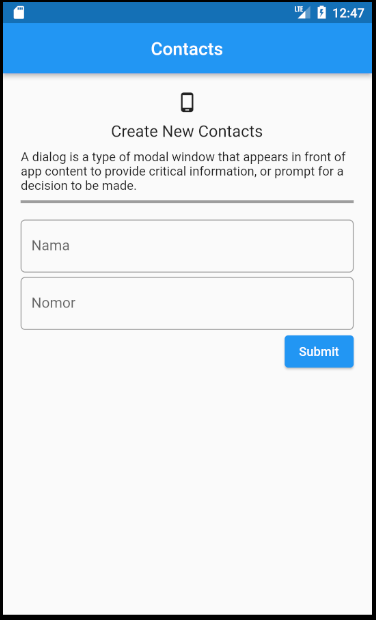 LTE 12:47
Contacts
Create New Contacts
A dialog is a type of modal window that appears in front of
app content to provide critical information, or prompt for a
decision to be made.
Nama
Nomor
Submit